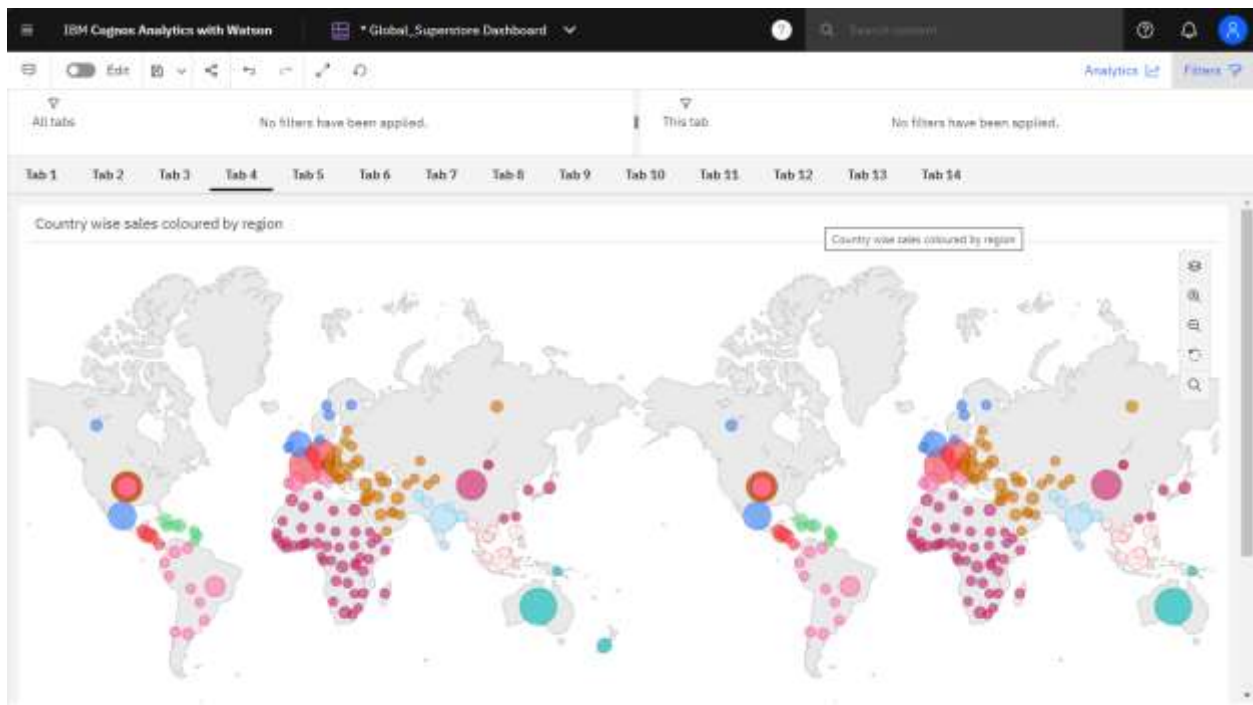 IBM Cognos Analytics with Watson
* Global_Superstore Dashboard
Search content
Edit
Analytics
Filters
All tabs
No filters have been applied.
This tab
No filters have been applied.
Tab 1 Tab 2 Tab 3 Tab 4 Tab 5 Tab 6 Tab 7 Tab 8 Tab 9 Tab 10 Tab 11 Tab 12 Tab 13 Tab 14
Country wise sales coloured by region
Country wise sales coloured by region